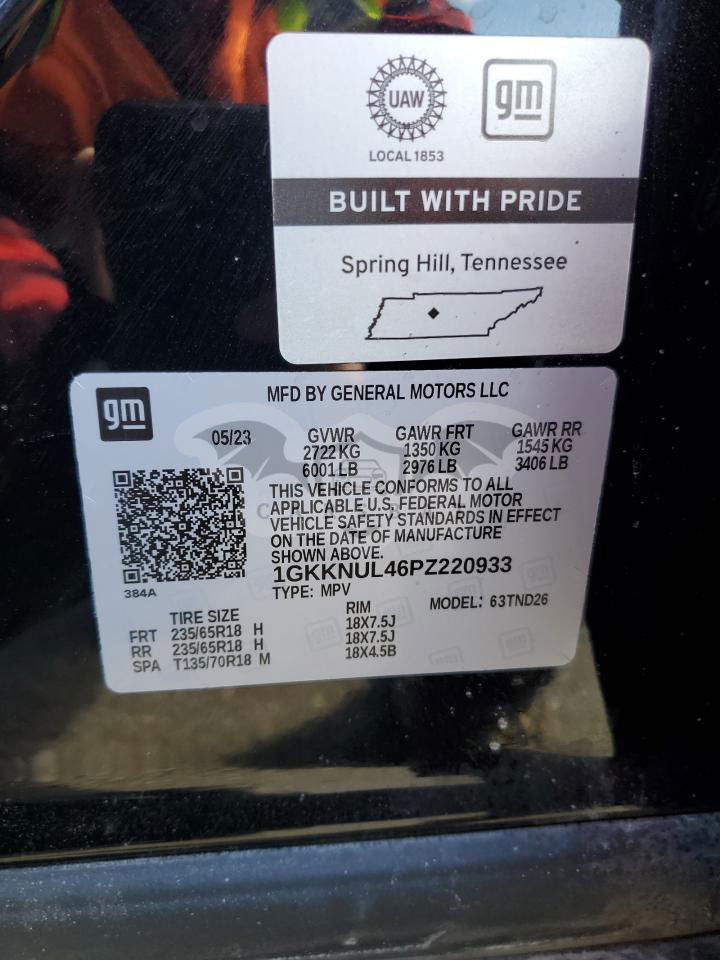 UAW
gm
LOCAL 1853
BUILT WITH PRIDE
Spring Hill, Tennessee
gm
MFD BY GENERAL MOTORS LLC
05/23 GVWR GAWR FRT GAWR RR
2722 KG 1350 KG 1545 KG
6001 LB 2976 LB 3406 LB
THIS VEHICLE CONFORMS TO ALL
APPLICABLE U.S. FEDERAL MOTOR
VEHICLE SAFETY STANDARDS IN EFFECT
ON THE DATE OF MANUFACTURE
SHOWN ABOVE.
1GKKNUL46PZ220933
384A
TYPE: MPV MODEL: 63TND26
TIRE SIZE RIM
FRT 235/65R18 H 18X7.5J
RR 235/65R18 H 18X7.5J
SPA T135/70R18 M 18X4.5B